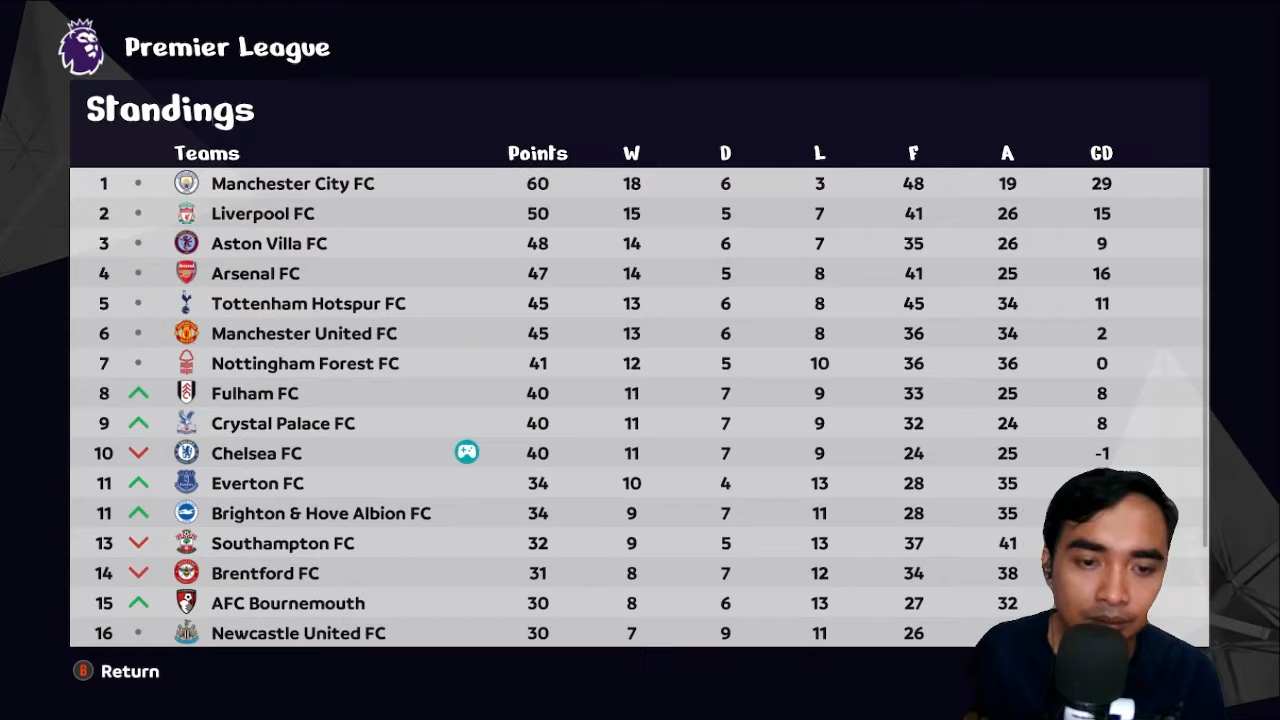 Premier League
Standings
Teams Points W D L F A GD
1 Manchester City FC 60 18 6 3 48 19 29
2 Liverpool FC 50 15 5 7 41 26 15
3 Aston Villa FC 48 14 6 7 35 26 9
4 Arsenal FC 47 14 5 8 41 25 16
5 Tottenham Hotspur FC 45 13 6 8 45 34 11
6 Manchester United FC 45 13 6 8 36 34 2
7 Nottingham Forest FC 41 12 5 10 36 36 0
8 Fulham FC 40 11 7 9 33 25 8
9 Crystal Palace FC 40 11 7 9 32 24 8
10 Chelsea FC 40 11 7 9 24 25 -1
11 Everton FC 34 10 4 13 28 35
11 Brighton & Hove Albion FC 34 9 7 11 28 35
13 Southampton FC 32 9 5 13 37 41
14 Brentford FC 31 8 7 12 34 38
15 AFC Bournemouth 30 8 6 13 27 32
16 Newcastle United FC 30 7 9 11 26
B Return